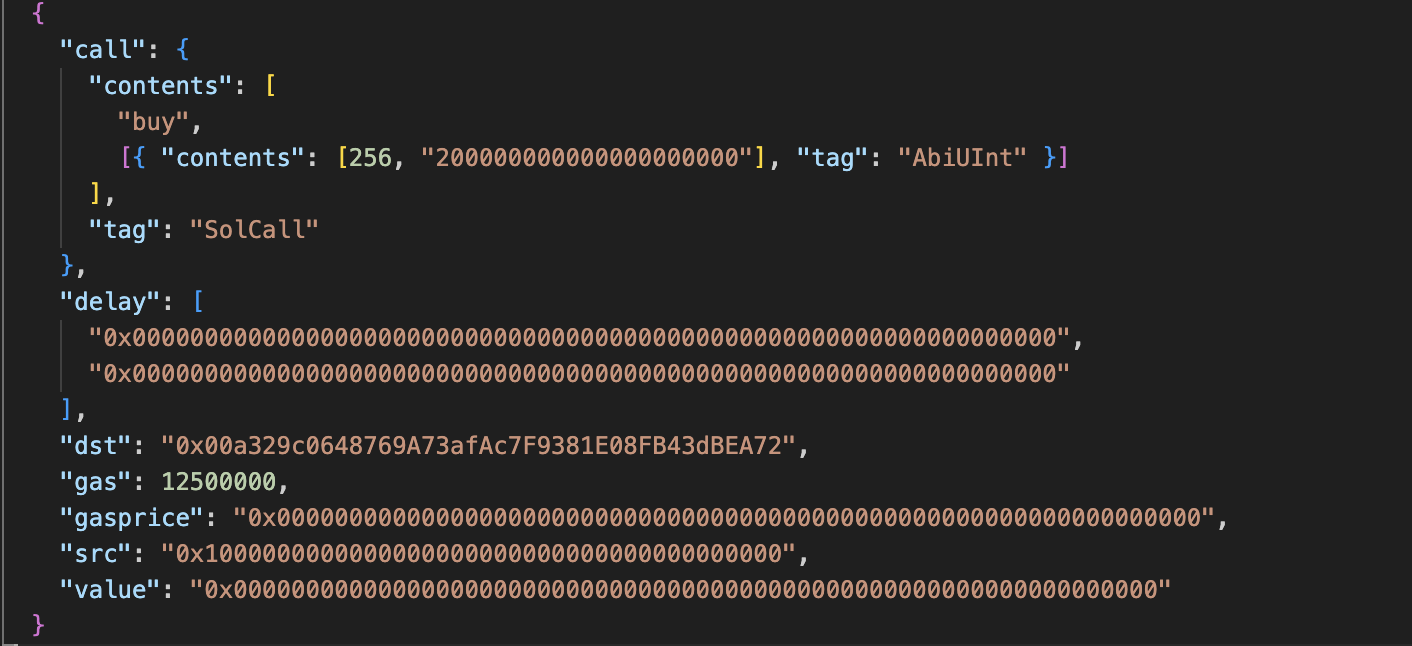 {
"call": {
"contents": [
"buy",
[{ "contents": [256, "200000000000000000000"], "tag": "AbiUInt" }]
],
"tag": "SolCall"
},
"delay": [
"0x0000000000000000000000000000000000000000000000000000000000000000",
"0x0000000000000000000000000000000000000000000000000000000000000000"
],
"dst": "0x00a329c0648769A73afAc7F9381E08FB43dBEA72",
"gas": 12500000,
"gasprice": "0x0000000000000000000000000000000000000000000000000000000000000000",
"src": "0x1000000000000000000000000000000000000000",
"value": "0x0000000000000000000000000000000000000000000000000000000000000000"
}